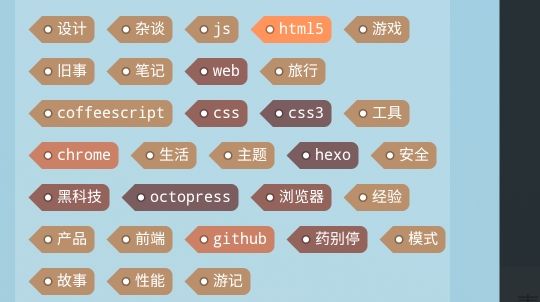 设计 杂谈 js html5 游戏
旧事 笔记 web 旅行
coffeescript css css3 工具
chrome 生活 主题 hexo 安全
黑科技 octopress 浏览器 经验
产品 前端 github 药别停 模式
故事 性能 游记